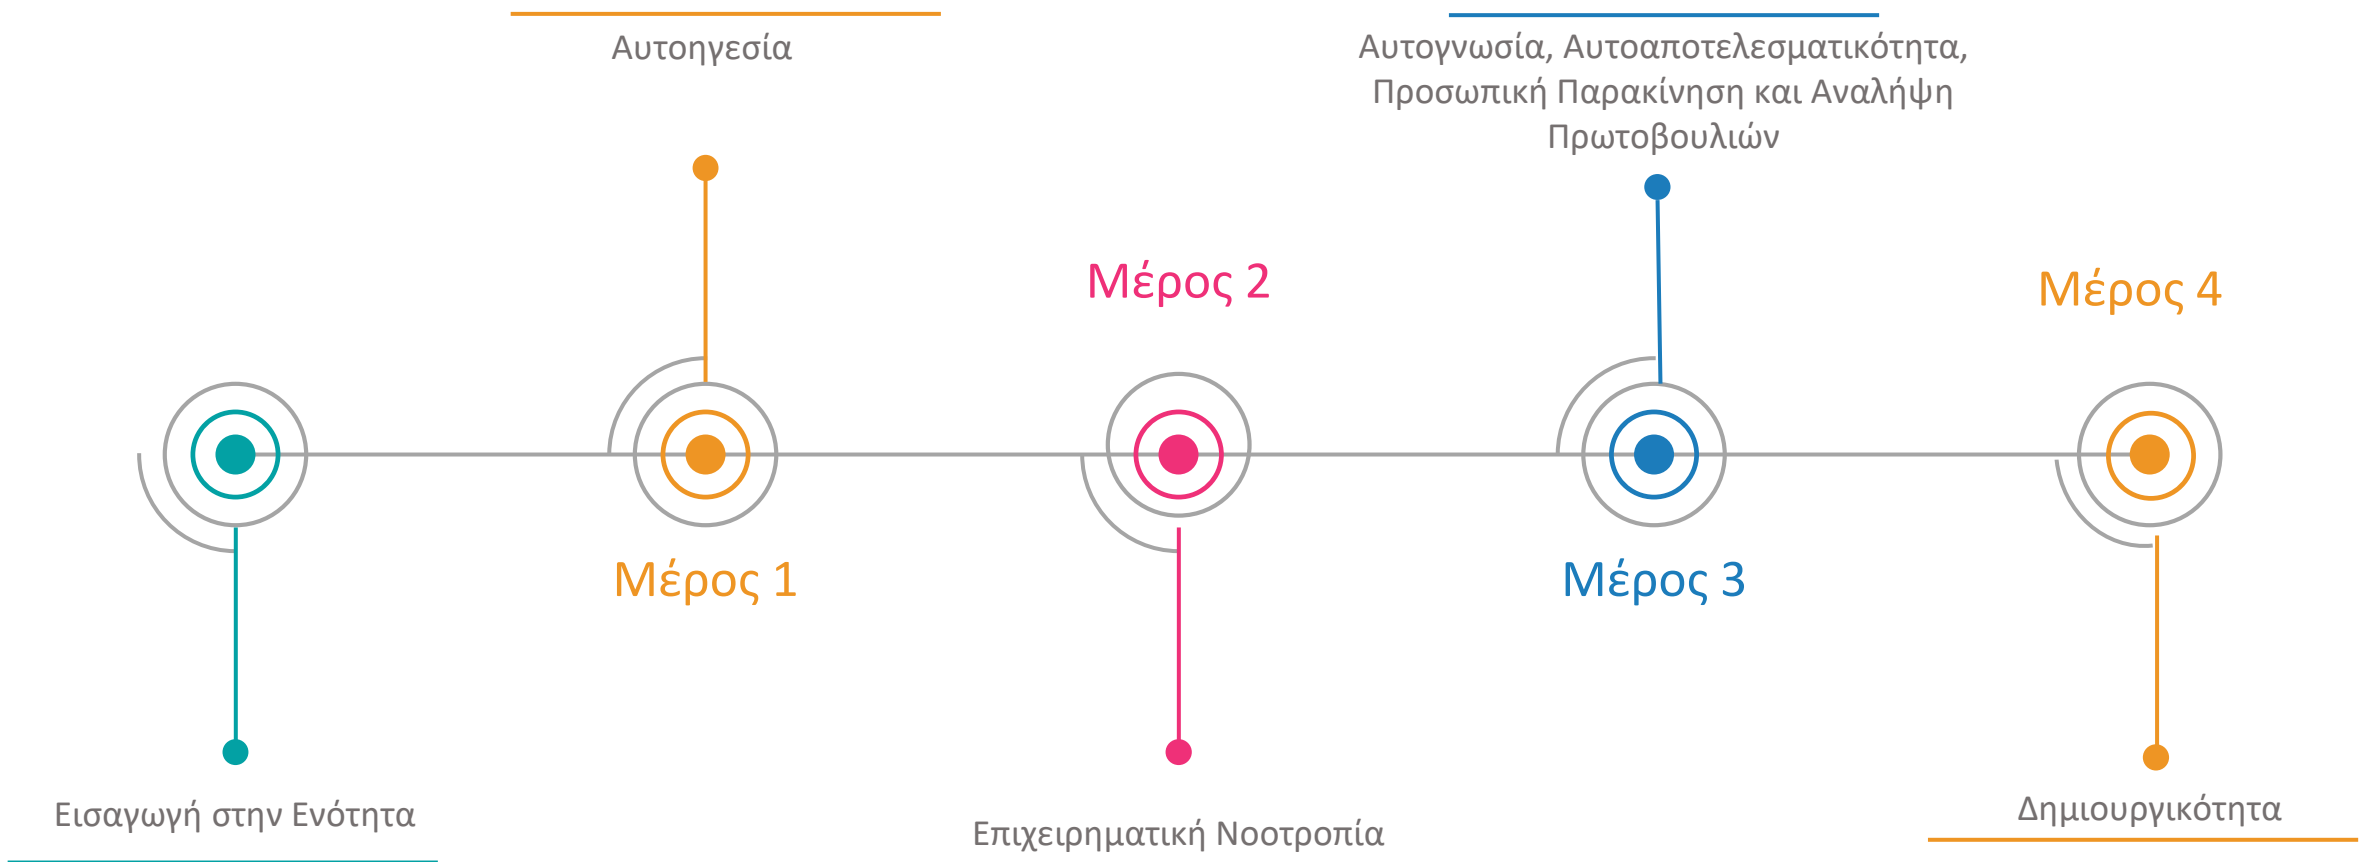 Αυτοηγεσία
Αυτογνωσία, Αυτοαποτελεσματικότητα,
Προσωπική Παρακίνηση και Αναλήψη
Πρωτοβουλιών
Μέρος 2
Μέρος 4
Μέρος 1
Μέρος 3
Εισαγωγή στην Ενότητα
Επιχειρηματική Νοοτροπία
Δημιουργικότητα